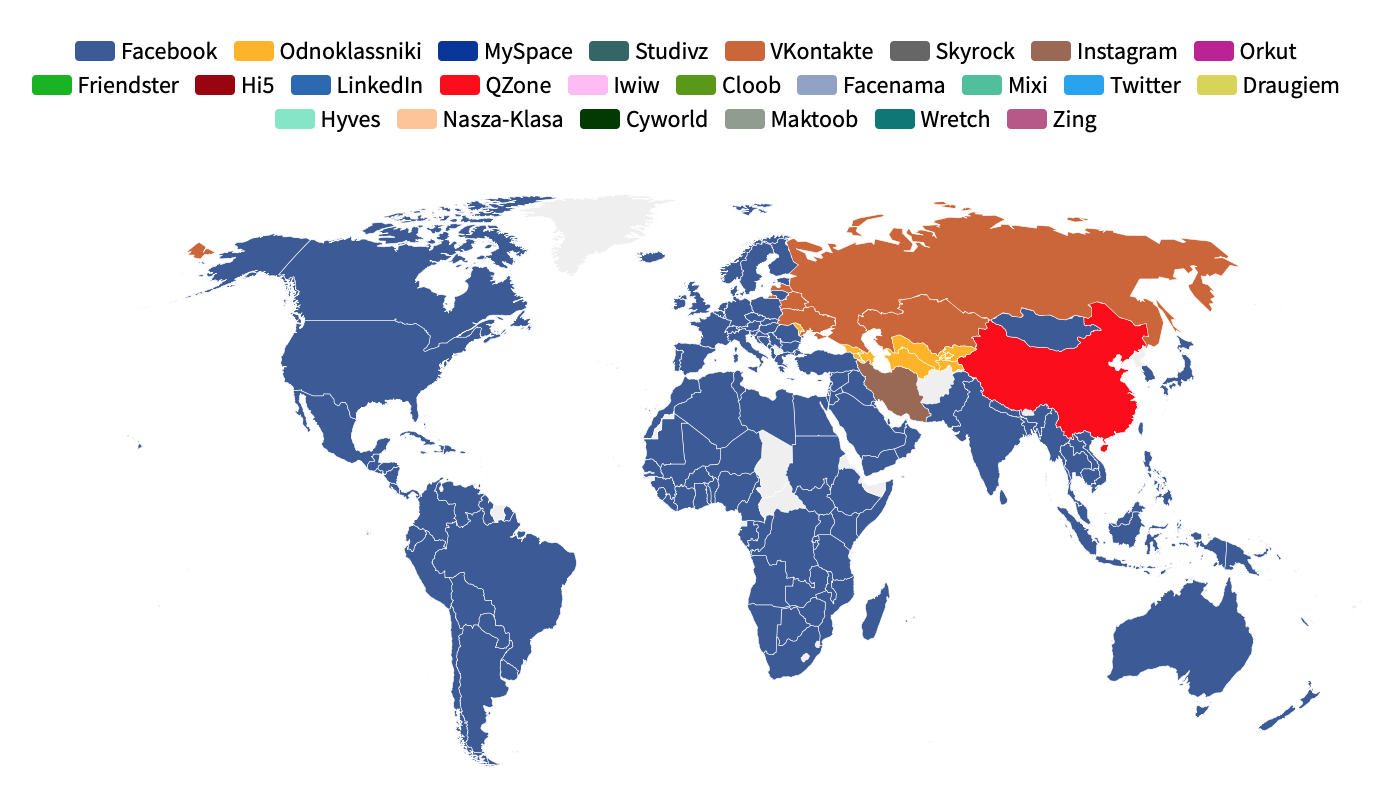 Facebook Odnoklassniki MySpace Studivz VKontakte Skyrock Instagram Orkut
Friendster Hi5 LinkedIn QZone Iwiw Cloob Facenama Mixi Twitter Draugiem
Hyves Nasza-Klasa Cyworld Maktoob Wretch Zing